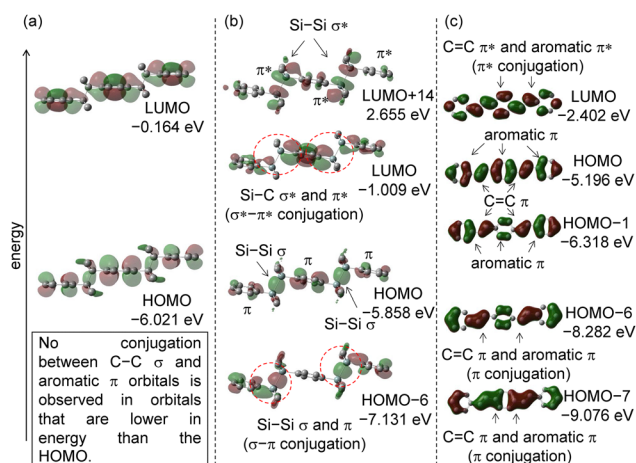 (a)
energy
LUMO
−0.164 eV
HOMO
−6.021 eV
No conjugation
between C−C σ and
aromatic π orbitals is
observed in orbitals
that are lower in
energy than the
HOMO.
(b)
Si−Si σ*
π*
π*
π*
LUMO+14
2.655 eV
LUMO
−1.009 eV
Si−C σ* and π*
(σ*−π* conjugation)
Si−Si σ
π
π
π
HOMO
−5.858 eV
Si−Si σ
HOMO-6
−7.131 eV
Si−Si σ and π
(σ−π conjugation)
(c)
C=C π* and aromatic π*
(π* conjugation)
LUMO
−2.402 eV
aromatic π
HOMO
−5.196 eV
C=C π
HOMO-1
−6.318 eV
aromatic π
HOMO-6
−8.282 eV
C=C π and aromatic π
(π conjugation)
HOMO-7
−9.076 eV
C=C π and aromatic π
(π conjugation)